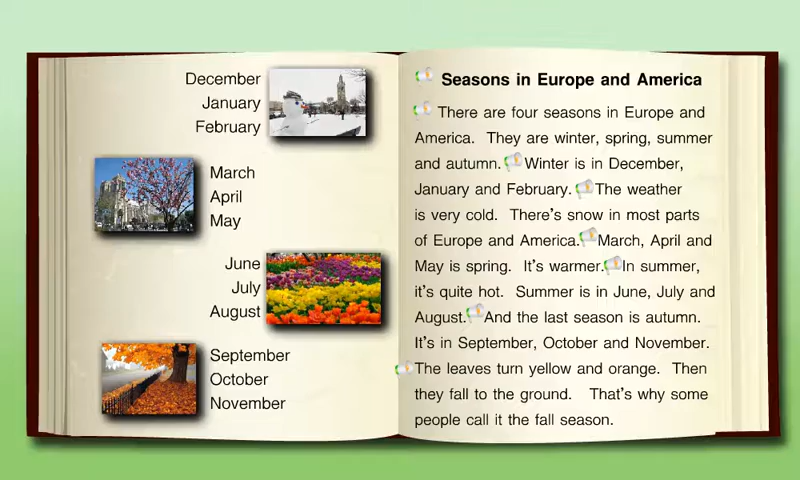 December
January
February
March
April
May
June
July
August
September
October
November
Seasons in Europe and America
There are four seasons in Europe and
America. They are winter, spring, summer
and autumn. Winter is in December,
January and February. The weather
is very cold. There's snow in most parts
of Europe and America. March, April and
May is spring. It's warmer. In summer,
it's quite hot. Summer is in June, July and
August. And the last season is autumn.
It's in September, October and November.
The leaves turn yellow and orange. Then
they fall to the ground. That's why some
people call it the fall season.